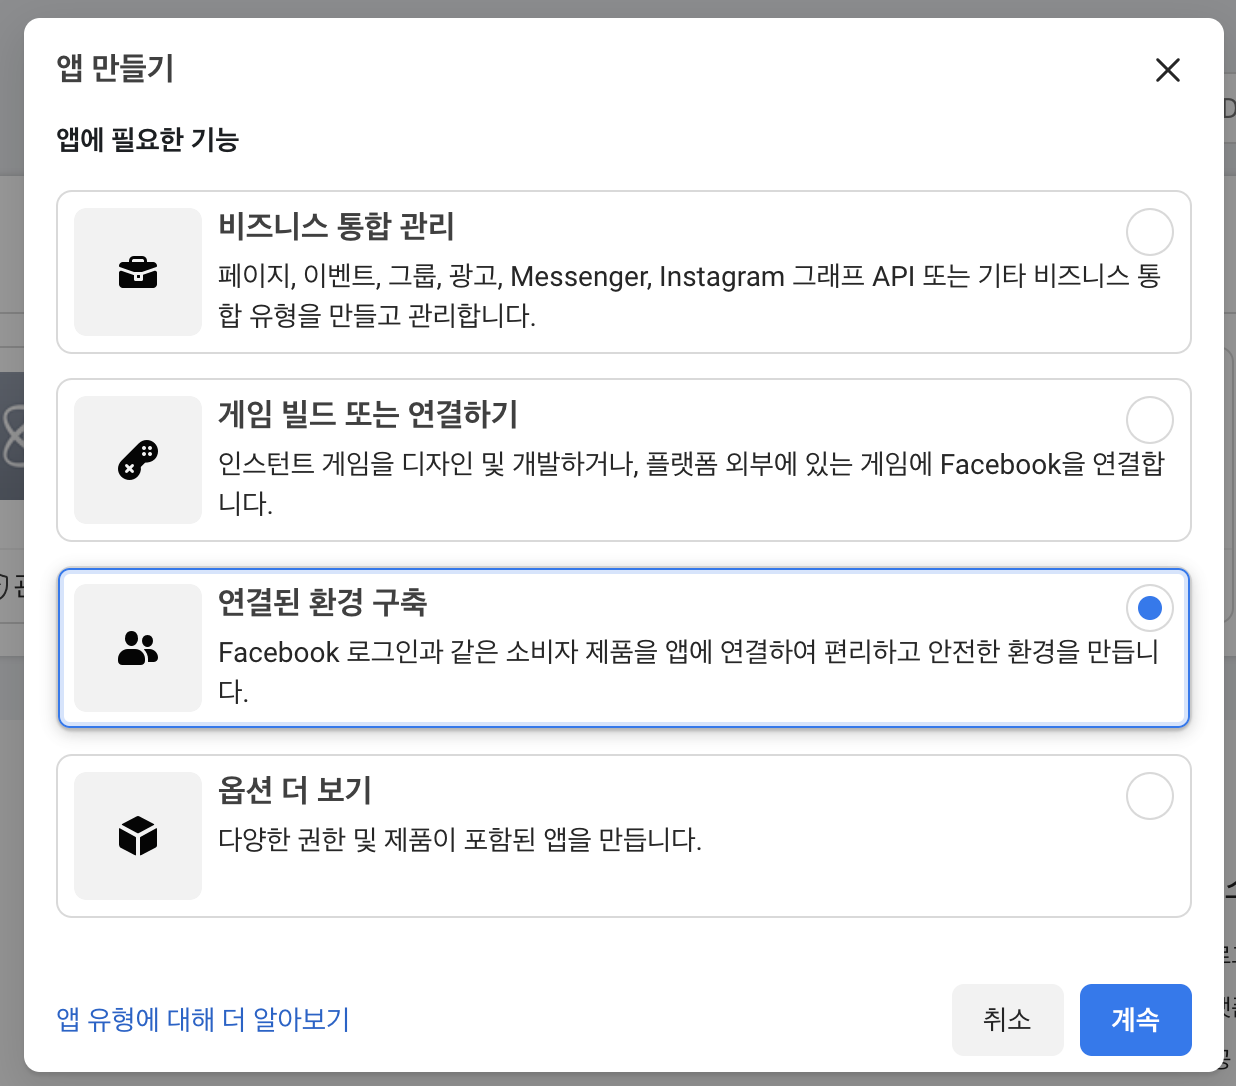 앱 만들기
앱에 필요한 기능
비즈니스 통합 관리
페이지, 이벤트, 그룹, 광고, Messenger, Instagram 그래프 API 또는 기타 비즈니스 통
합 유형을 만들고 관리합니다.
게임 빌드 또는 연결하기
인스턴트 게임을 디자인 및 개발하거나, 플랫폼 외부에 있는 게임에 Facebook을 연결합
니다.
연결된 환경 구축
Facebook 로그인과 같은 소비자 제품을 앱에 연결하여 편리하고 안전한 환경을 만듭니
다.
옵션 더 보기
다양한 권한 및 제품이 포함된 앱을 만듭니다.
앱 유형에 대해 더 알아보기
취소
계속